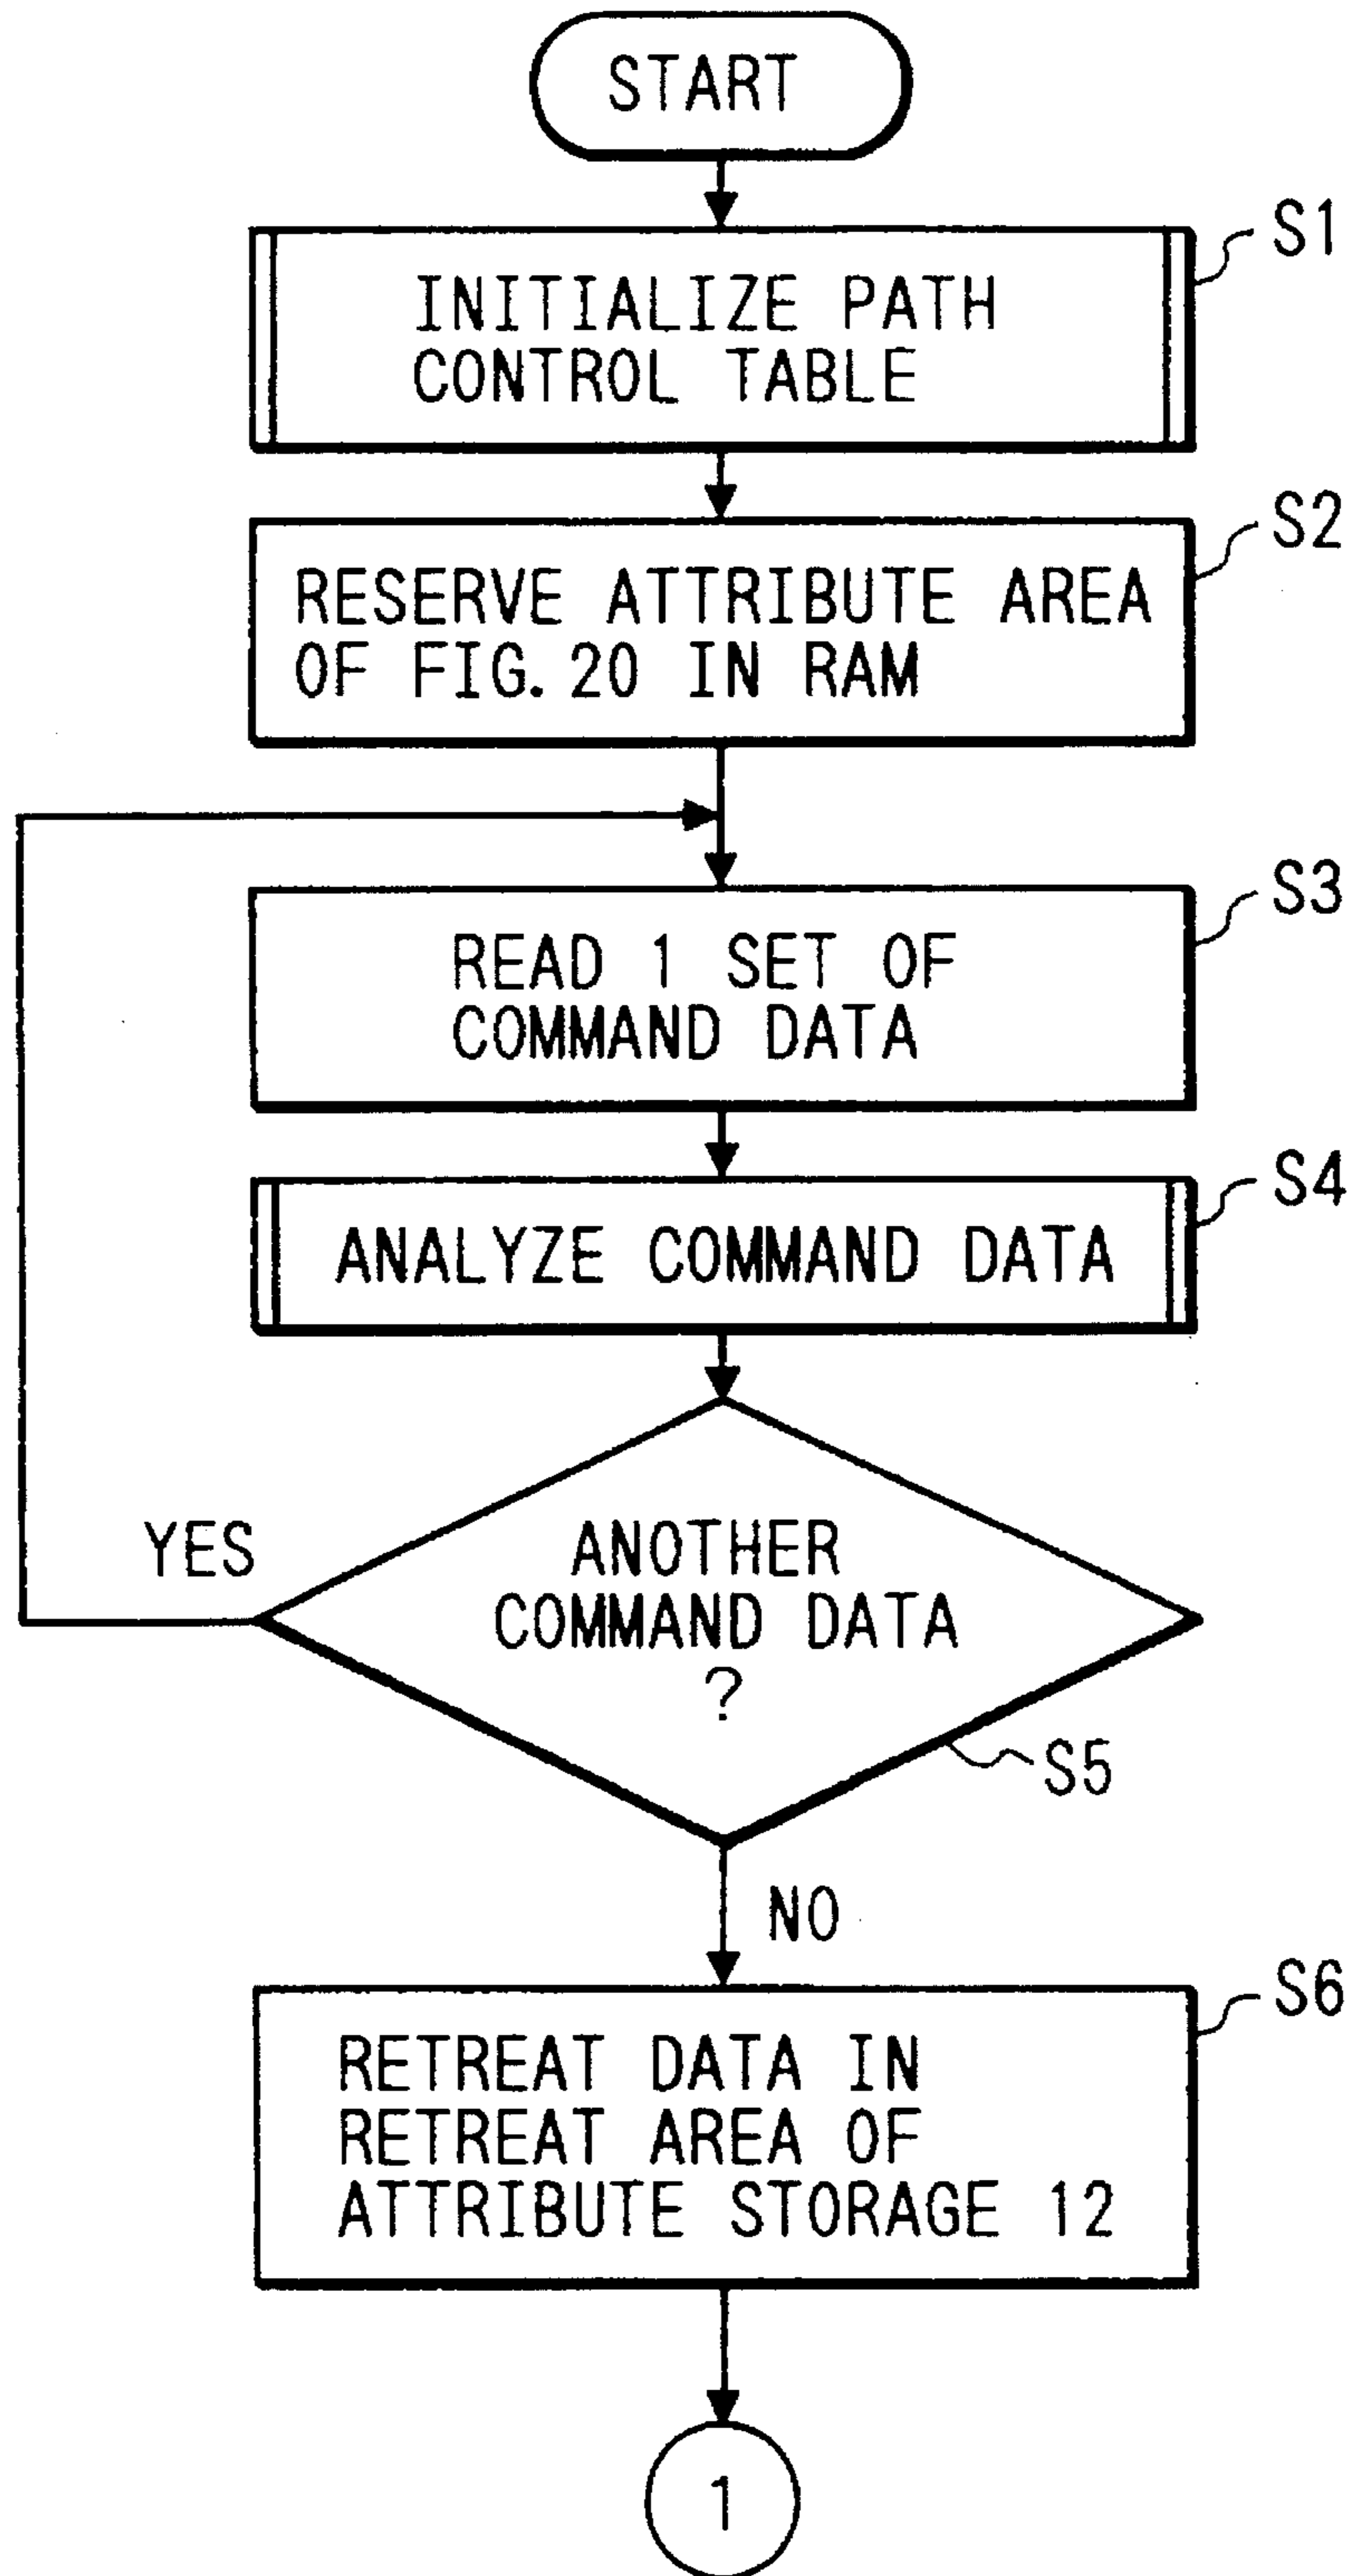 START
S1
INITIALIZE PATH
CONTROL TABLE
S2
RESERVE ATTRIBUTE AREA
OF FIG. 20 IN RAM
S3
READ 1 SET OF
COMMAND DATA
S4
ANALYZE COMMAND DATA
YES
ANOTHER
COMMAND DATA
?
S5
NO
S6
RETREAT DATA IN
RETREAT AREA OF
ATTRIBUTE STORAGE 12
1